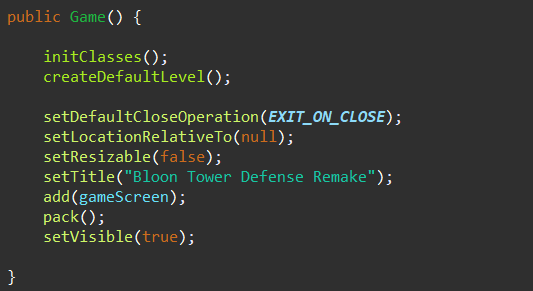 public Game() {
initClasses();
createDefaultLevel();
setDefaultCloseOperation(EXIT_ON_CLOSE);
setLocationRelativeTo(null);
setResizable(false);
setTitle("Bloon Tower Defense Remake");
add(gameScreen);
pack();
setVisible(true);
}